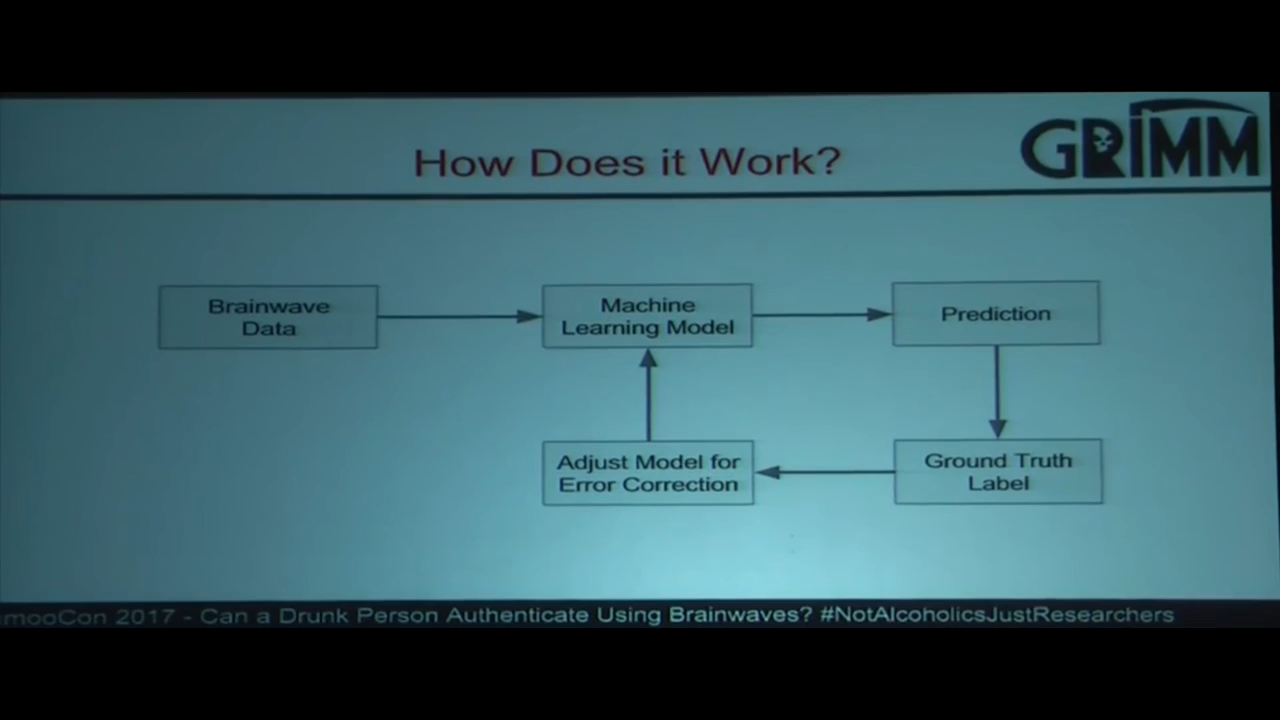 GRIMM
How Does it Work?
Brainwave
Data
Machine
Learning Model
Prediction
Adjust Model for
Error Correction
Ground Truth
Label
mooCon 2017 - Can a Drunk Person Authenticate Using Brainwaves? #NotAlcoholicsJustResearchers